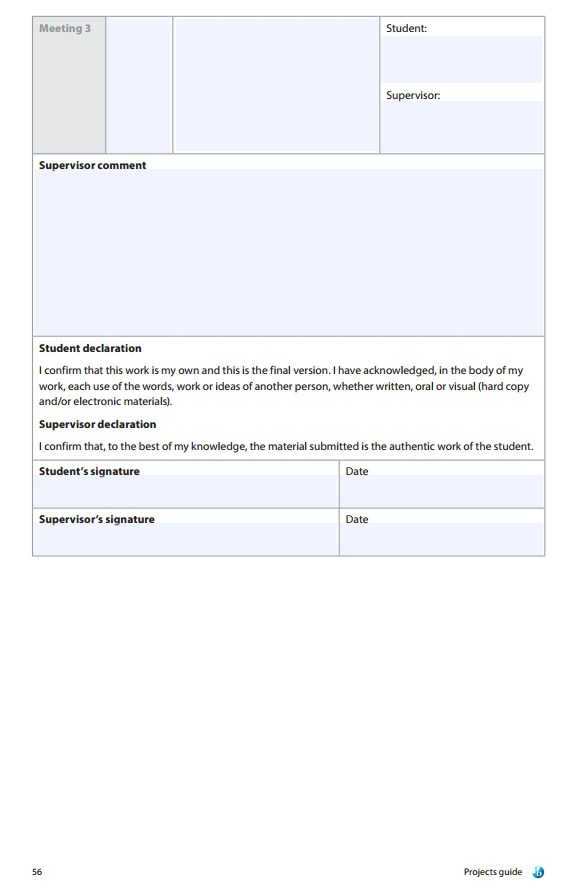 Meeting 3
Student:
Supervisor:
Supervisor comment
Student declaration
I confirm that this work is my own and this is the final version. I have acknowledged, in the body of my
work, each use of the words, work or ideas of another person, whether written, oral or visual (hard copy
and/or electronic materials).
Supervisor declaration
I confirm that, to the best of my knowledge, the material submitted is the authentic work of the student.
Student’s signature
Date
Supervisor’s signature
Date
56
Projects guide